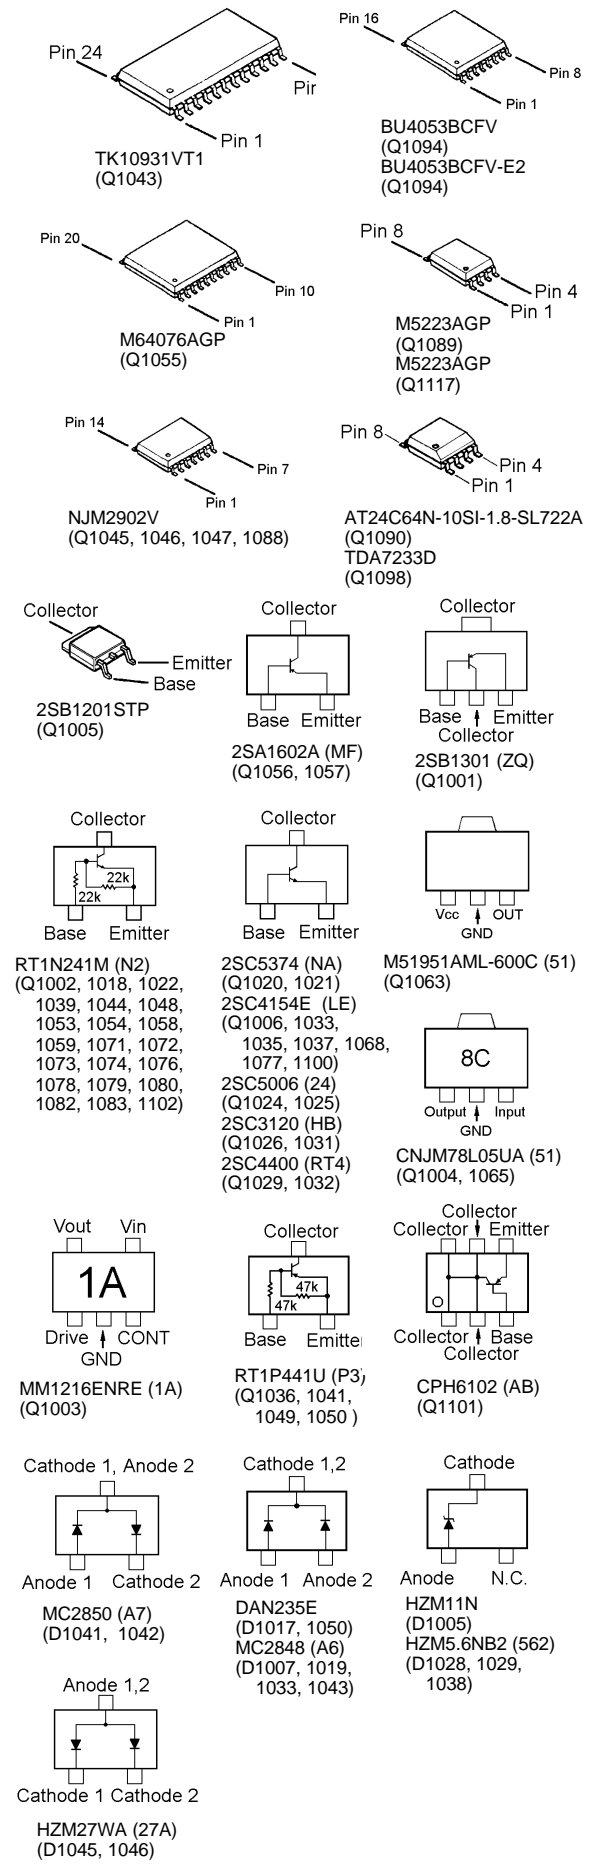 Pin 24
Pin
Pin 1
TK10931VT1
(Q1043)
Pin 16
Pin 8
Pin 1
BU4053BCFV
(Q1094)
BU4053BCFV-E2
(Q1094)
Pin 20
Pin 10
Pin 1
M64076AGP
(Q1055)
Pin 8
Pin 4
Pin 1
M5223AGP
(Q1089)
M5223AGP
(Q1117)
Pin 14
Pin 7
Pin 1
NJM2902V
(Q1045, 1046, 1047, 1088)
Pin 8
Pin 4
Pin 1
AT24C64N-10SI-1.8-SL722A
(Q1090)
TDA7233D
(Q1098)
Collector
Emitter
Base
2SB1201STP
(Q1005)
Collector
Base Emitter
2SA1602A (MF)
(Q1056, 1057)
Collector
Base Emitter
Collector
2SB1301 (ZQ)
(Q1001)
Collector
22k
22k
Base Emitter
RT1N241M (N2)
(Q1002, 1018, 1022,
1039, 1044, 1048,
1053, 1054, 1058,
1059, 1071, 1072,
1073, 1074, 1076,
1078, 1079, 1080,
1082, 1083, 1102)
Collector
Base Emitter
2SC5374 (NA)
(Q1020, 1021)
2SC4154E (LE)
(Q1006, 1033,
1035, 1037, 1068,
1077, 1100)
2SC5006 (24)
(Q1024, 1025)
2SC3120 (HB)
(Q1026, 1031)
2SC4400 (RT4)
(Q1029, 1032)
Vcc OUT
GND
M51951AML-600C (51)
(Q1063)
8C
Output Input
GND
CNJM78L05UA (51)
(Q1004, 1065)
Vout Vin
1A
Drive CONT
GND
MM1216ENRE (1A)
(Q1003)
Collector
47k
47k
Base Emitter
RT1P441U (P3)
(Q1036, 1041,
1049, 1050 )
Collector
Collector Emitter
Collector Base
Collector
CPH6102 (AB)
(Q1101)
Cathode 1, Anode 2
Anode 1 Cathode 2
MC2850 (A7)
(D1041, 1042)
Cathode 1,2
Anode 1 Anode 2
DAN235E
(D1017, 1050)
MC2848 (A6)
(D1007, 1019,
1033, 1043)
Cathode
Anode N.C.
HZM11N
(D1005)
HZM5.6NB2 (562)
(D1028, 1029,
1038)
Anode 1,2
Cathode 1 Cathode 2
HZM27WA (27A)
(D1045, 1046)